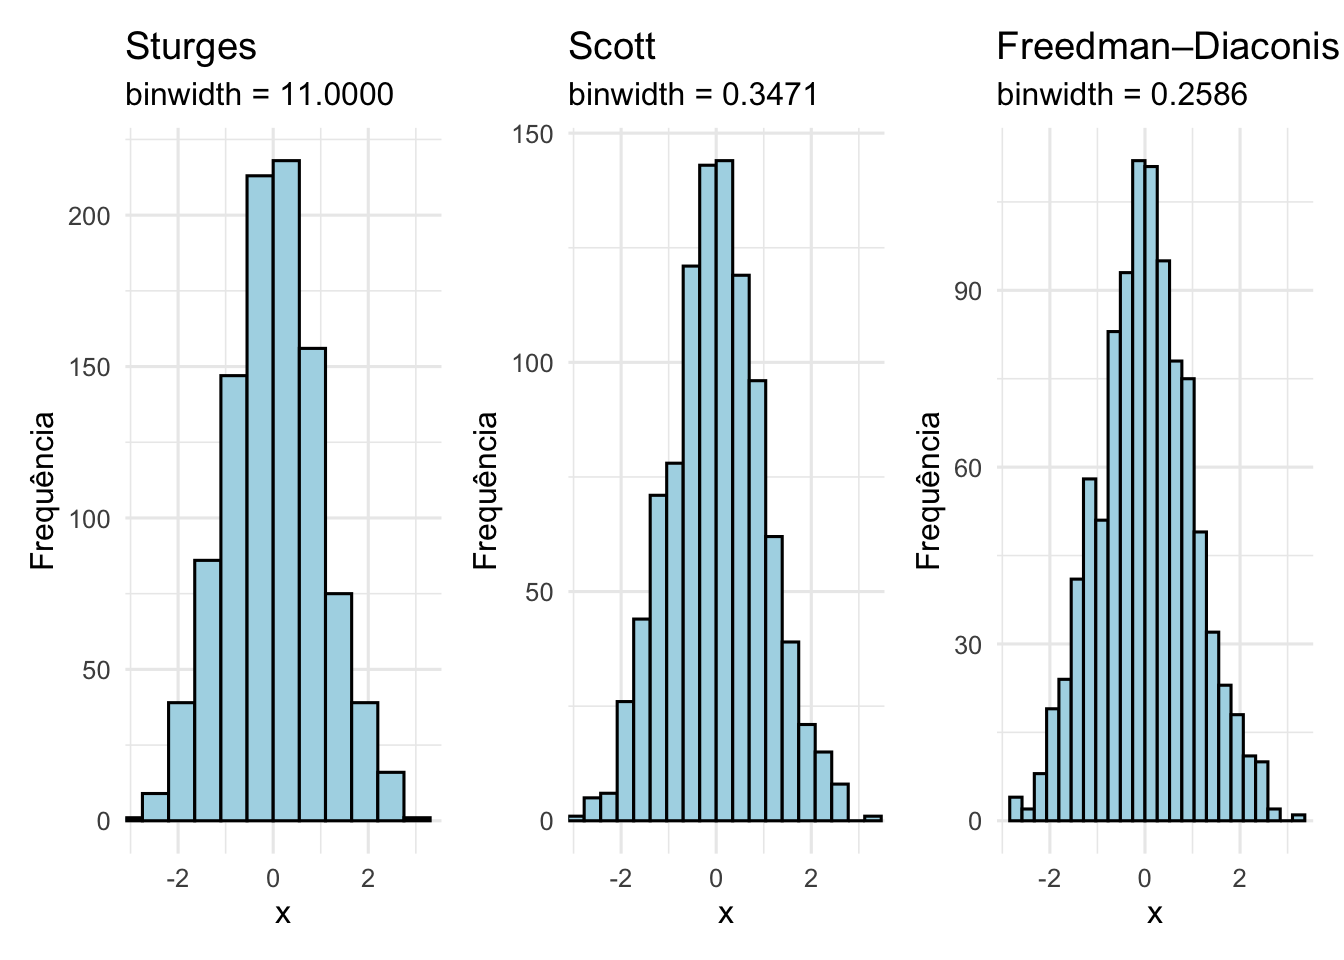 Sturges
binwidth = 11.0000
Frequência
200
150
100
50
0
-2 0 2
x
Scott
binwidth = 0.3471
Frequência
150
100
50
0
-2 0 2
x
Freedman–Diaconis
binwidth = 0.2586
Frequência
90
60
30
0
-2 0 2
x